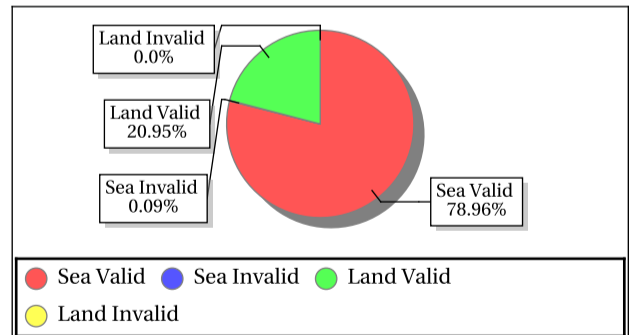 Land Invalid
0.0%
Land Valid
20.95%
Sea Invalid
0.09%
Sea Valid
78.96%
Sea Valid Sea Invalid Land Valid
Land Invalid